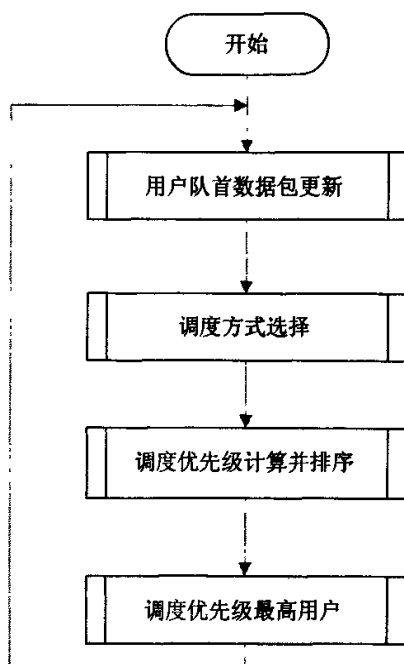 开始
用户队首数据包更新
调度方式选择
调度优先级计算并排序
调度优先级最高用户